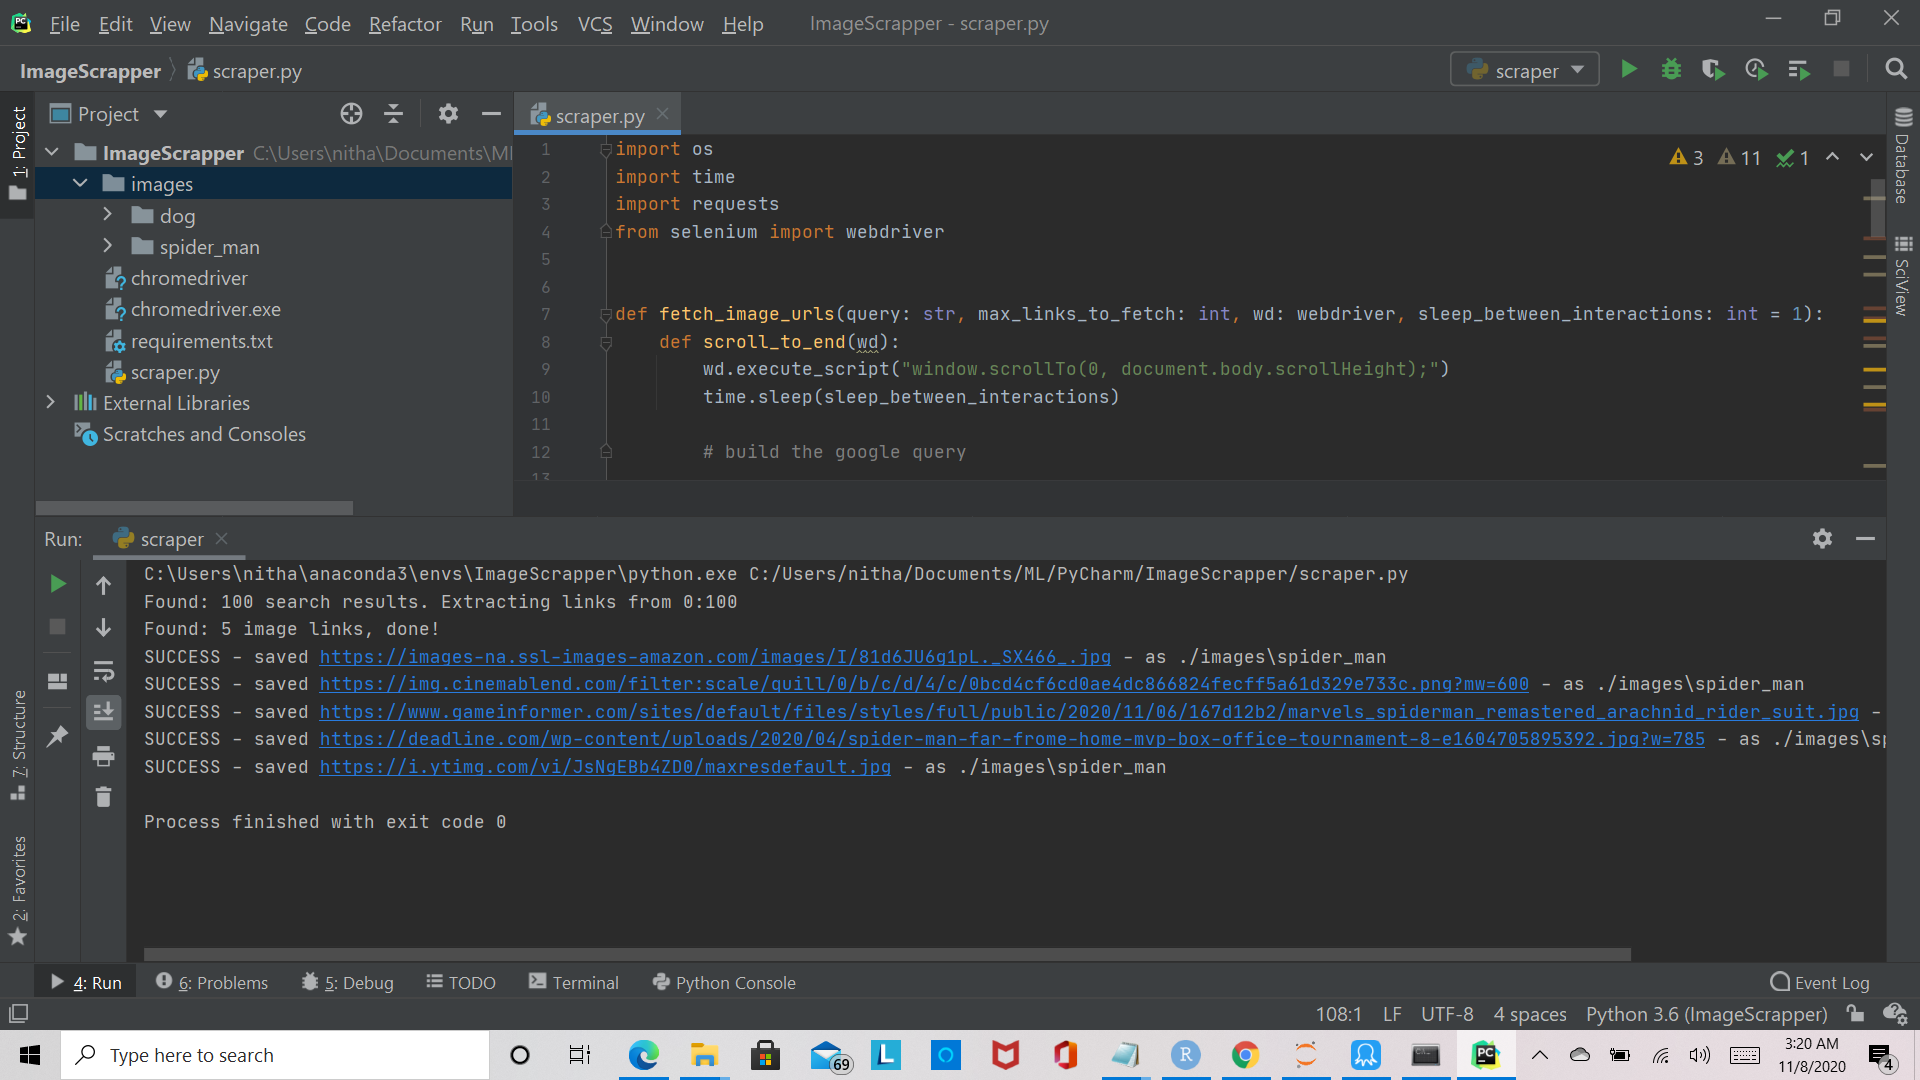 File Edit View Navigate Code Refactor Run Tools VCS Window Help ImageScrapper - scraper.py
ImageScrapper scraper.py scraper
1: Project
Project
scraper.py
ImageScrapper C:\Users\nitha\Documents\M
images
dog
spider_man
chromedriver
chromedriver.exe
requirements.txt
scraper.py
External Libraries
Scratches and Consoles
3 11 1
1 import os
2 import time
3 import requests
4 from selenium import webdriver
5
6
7 def fetch_image_urls(query: str, max_links_to_fetch: int, wd: webdriver, sleep_between_interactions: int = 1):
8 def scroll_to_end(wd):
9 wd.execute_script("window.scrollTo(0, document.body.scrollHeight);")
10 time.sleep(sleep_between_interactions)
11
12 # build the google query
13
Database
SciView
Run: scraper
C:\Users\nitha\anaconda3\envs\ImageScrapper\python.exe C:/Users/nitha/Documents/ML/PyCharm/ImageScrapper/scraper.py
Found: 100 search results. Extracting links from 0:100
Found: 5 image links, done!
SUCCESS - saved https://images-na.ssl-images-amazon.com/images/I/81d6JU6g1pL._SX466_.jpg - as ./images\spider_man
SUCCESS - saved https://img.cinemablend.com/filter:scale/quill/0/b/c/d/4/c/0bcd4cf6cd0ae4dc866824fecff5a61d329e733c.png?mw=600 - as ./images\spider_man
SUCCESS - saved https://www.gameinformer.com/sites/default/files/styles/full/public/2020/11/06/167d12b2/marvels_spiderman_remastered_arachnid_rider_suit.jpg -
SUCCESS - saved https://deadline.com/wp-content/uploads/2020/04/spider-man-far-frome-home-mvp-box-office-tournament-8-e1604705895392.jpg?w=785 - as ./images\sp
SUCCESS - saved https://i.ytimg.com/vi/JsNgEBb4ZD0/maxresdefault.jpg - as ./images\spider_man
Process finished with exit code 0
7: Structure
2: Favorites
4: Run 6: Problems 5: Debug TODO Terminal Python Console Event Log
108:1 LF UTF-8 4 spaces Python 3.6 (ImageScrapper)
Type here to search
69
L
R
PC
3:20 AM
11/8/2020
4